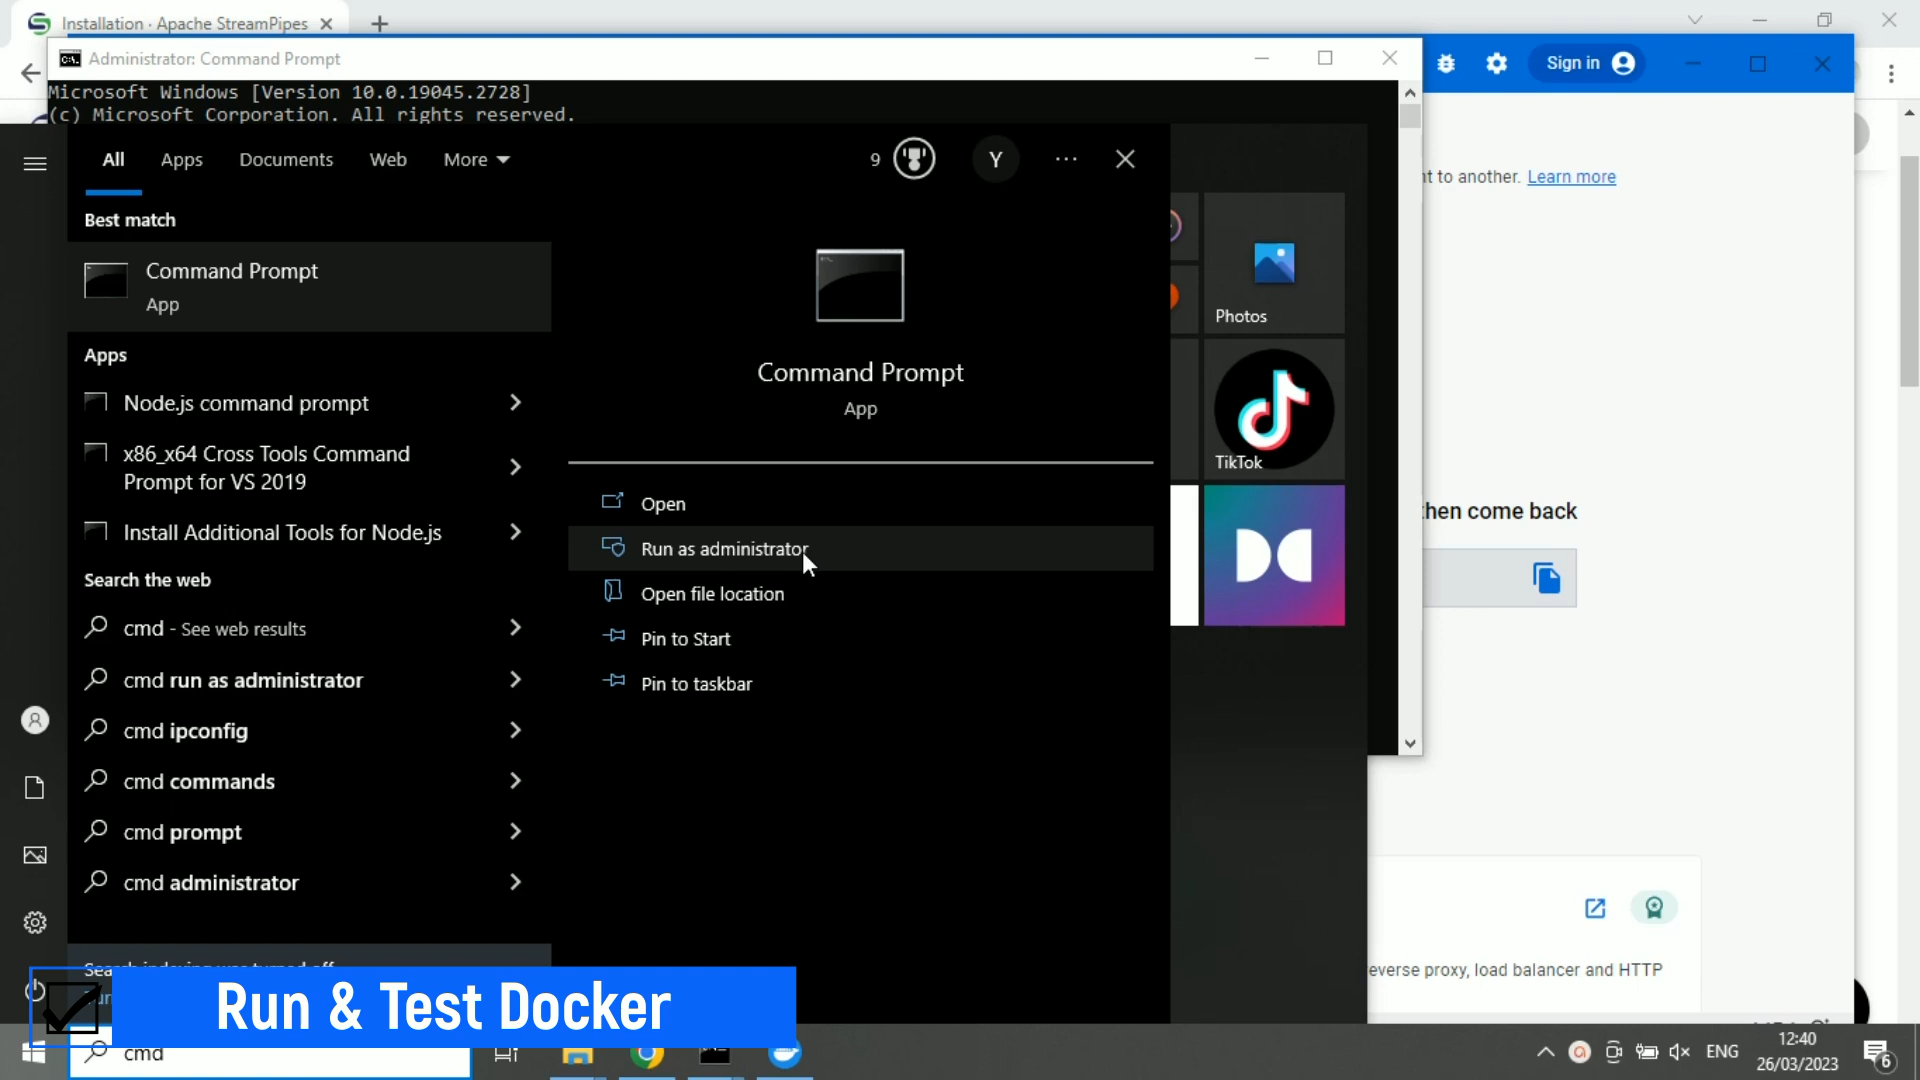 Installation · Apache StreamPipes
Administrator: Command Prompt
Sign in
Microsoft Windows [Version 10.0.19045.2728]
(c) Microsoft Corporation. All rights reserved.
All
Apps
Documents
Web
More
9
Y
nt to another. Learn more
Best match
Command Prompt
App
Apps
Node.js command prompt
x86_x64 Cross Tools Command
Prompt for VS 2019
Install Additional Tools for Node.js
Search the web
cmd - See web results
cmd run as administrator
cmd ipconfig
cmd commands
cmd prompt
cmd administrator
Command Prompt
App
Open
Run as administrator
Open file location
Pin to Start
Pin to taskbar
Photos
TikTok
then come back
everse proxy, load balancer and HTTP
Run & Test Docker
cmd
ENG
12:40
26/03/2023
6